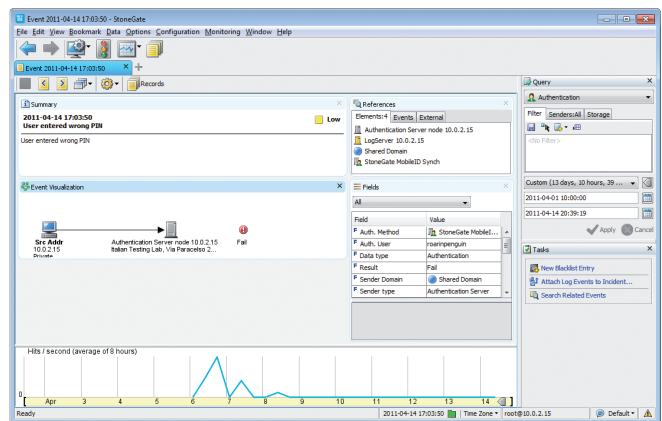 Event 2011-04-14 17:03:50 - StoneGate
File Edit View Bookmark Data Options Configuration Monitoring Window Help
Event 2011-04-14 17:03:50
Records
Summary
2011-04-14 17:03:50
User entered wrong PIN
Low
User entered wrong PIN
References
Elements:4 Events External
Authentication Server node 10.0.2.15
LogServer 10.0.2.15
Shared Domain
StoneGate MobileID Synch
Event Visualization
Src Addr
10.0.2.15
Private
Authentication Server node 10.0.2.15
Italian Testing Lab, Via Paracelso 2...
Fail
Fields
All
Field Value
F Auth. Method StoneGate MobileI...
F Auth. User roarinpenguin
F Data type Authentication
F Result Fail
F Sender Domain Shared Domain
F Sender type Authentication Server
Query
Authentication
Filter Senders:All Storage
<No Filter>
Custom (13 days, 10 hours, 39 ...
2011-04-01 10:00:00
2011-04-14 20:39:19
Apply Cancel
Tasks
New Blacklist Entry
Attach Log Events to Incident...
Search Related Events
Hits / second (average of 8 hours)
0
[ Apr 3 4 5 6 7 8 9 10 11 12 13 14 ]
Ready
2011-04-14 17:03:50 Time Zone root@10.0.2.15 Default